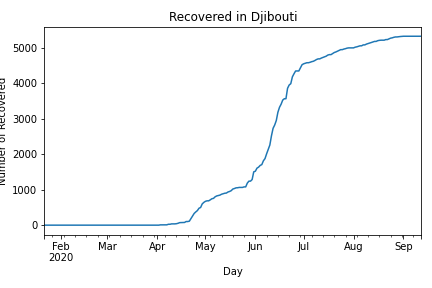 Recovered in Djibouti
Number of Recovered
5000
4000
3000
2000
1000
0
Feb Mar Apr May Jun Jul Aug Sep
2020
Day